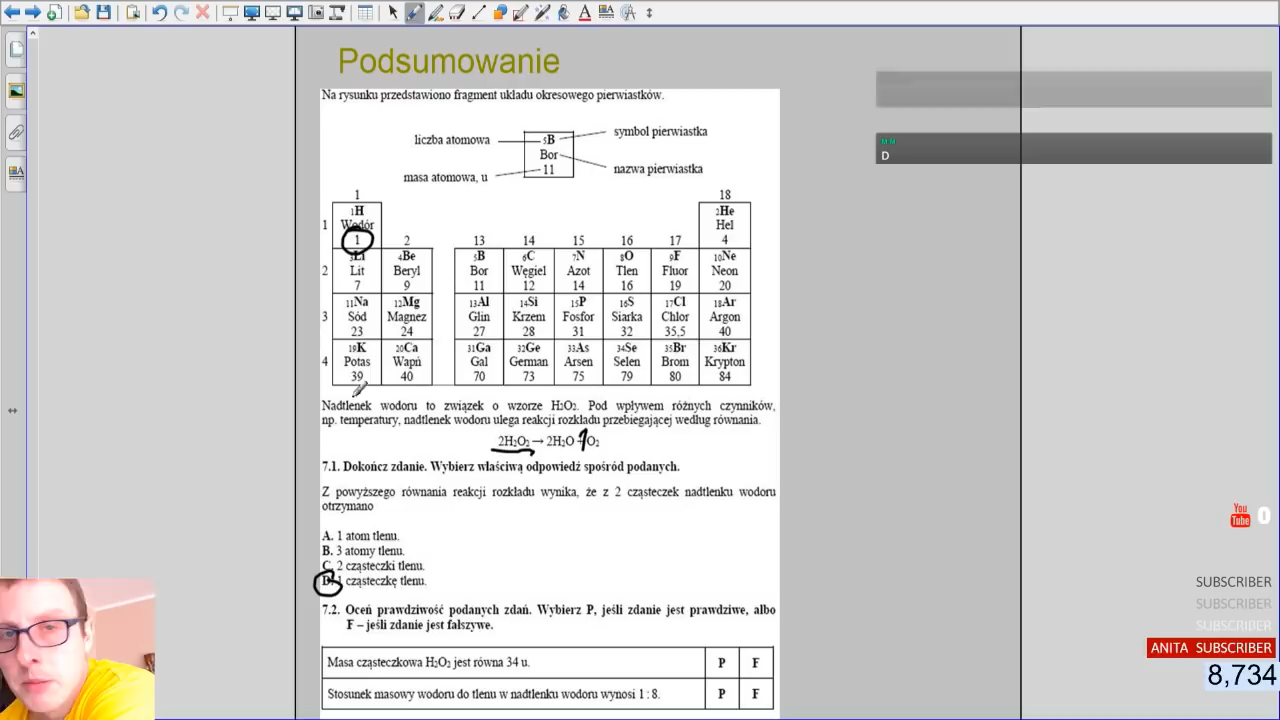 Podsumowanie
Na rysunku przedstawiono fragment układu okresowego pierwiastków.
liczba atomowa
masa atomowa, u
5B
Bor
11
symbol pierwiastka
nazwa pierwiastka
1 18
1 1H 2He
Wodór Hel
1 2 13 14 15 16 17 4
2 3Li 4Be 5B 6C 7N 8O 9F 10Ne
Lit Beryl Bor Węgiel Azot Tlen Fluor Neon
7 9 11 12 14 16 19 20
3 11Na 12Mg 13Al 14Si 15P 16S 17Cl 18Ar
Sód Magnez Glin Krzem Fosfor Siarka Chlor Argon
23 24 27 28 31 32 35,5 40
4 19K 20Ca 31Ga 32Ge 33As 34Se 35Br 36Kr
Potas Wapń Gal German Arsen Selen Brom Krypton
39 40 70 73 75 79 80 84
Nadtlenek wodoru to związek o wzorze H2O2. Pod wpływem różnych czynników,
np. temperatury, nadtlenek wodoru ulega reakcji rozkładu przebiegającej według równania.
2H2O2 → 2H2O + 1 O2
7.1. Dokończ zdanie. Wybierz właściwą odpowiedź spośród podanych.
Z powyższego równania reakcji rozkładu wynika, że z 2 cząsteczek nadtlenku wodoru
otrzymano
A. 1 atom tlenu.
B. 3 atomy tlenu.
C. 2 cząsteczki tlenu.
D. 1 cząsteczkę tlenu.
7.2. Oceń prawdziwość podanych zdań. Wybierz P, jeśli zdanie jest prawdziwe, albo
F – jeśli zdanie jest fałszywe.
Masa cząsteczkowa H2O2 jest równa 34 u. P F
Stosunek masowy wodoru do tlenu w nadtlenku wodoru wynosi 1 : 8. P F
M N
D
You
Tube 0
SUBSCRIBER
SUBSCRIBER
SUBSCRIBER
ANITA SUBSCRIBER
8,734